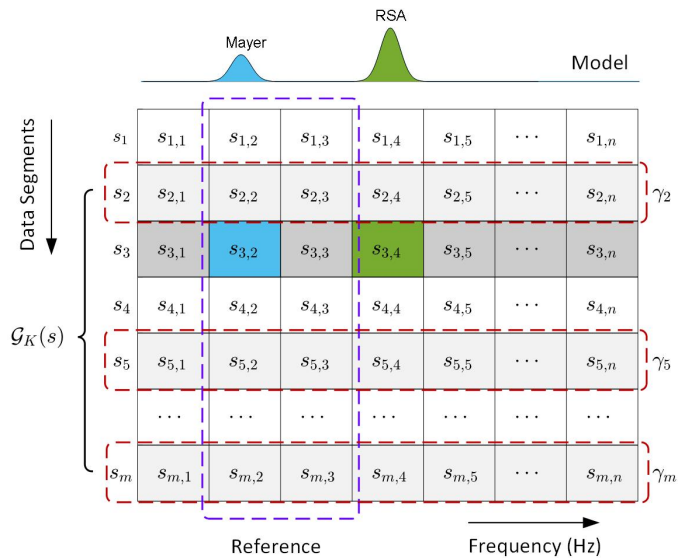 RSA
Mayer
Model
Data Segments
s₁ s₁,₁ s₁,₂ s₁,₃ s₁,₄ s₁,₅ ⋯ s₁,ₙ
s₂ s₂,₁ s₂,₂ s₂,₃ s₂,₄ s₂,₅ ⋯ s₂,ₙ γ₂
s₃ s₃,₁ s₃,₂ s₃,₃ s₃,₄ s₃,₅ ⋯ s₃,ₙ
s₄ s₄,₁ s₄,₂ s₄,₃ s₄,₄ s₄,₅ ⋯ s₄,ₙ
𝒢_K(s)
s₅ s₅,₁ s₅,₂ s₅,₃ s₅,₄ s₅,₅ ⋯ s₅,ₙ γ₅
⋯ ⋯ ⋯ ⋯ ⋯ ⋯ ⋯
sₘ sₘ,₁ sₘ,₂ sₘ,₃ sₘ,₄ sₘ,₅ ⋯ sₘ,ₙ γₘ
Reference
Frequency (Hz)